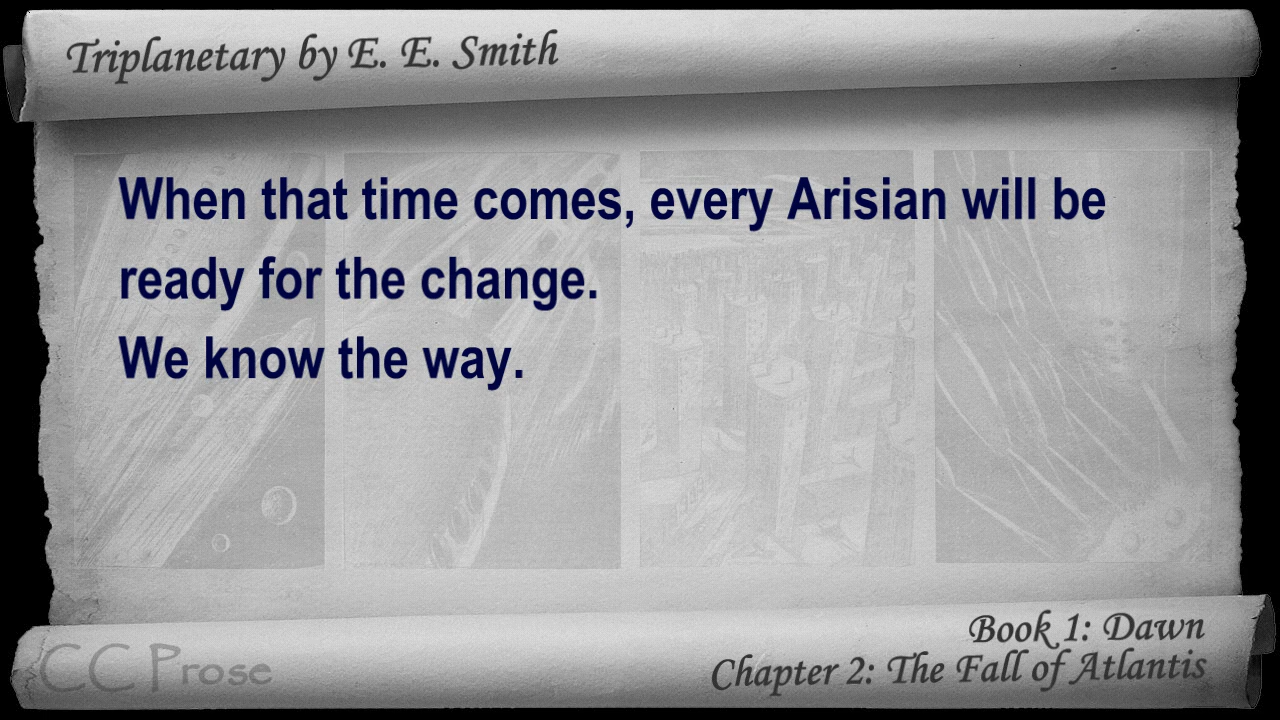 Triplanetary by E. E. Smith
When that time comes, every Arisian will be
ready for the change.
We know the way.
Book 1: Dawn
Chapter 2: The Fall of Atlantis
CC Prose